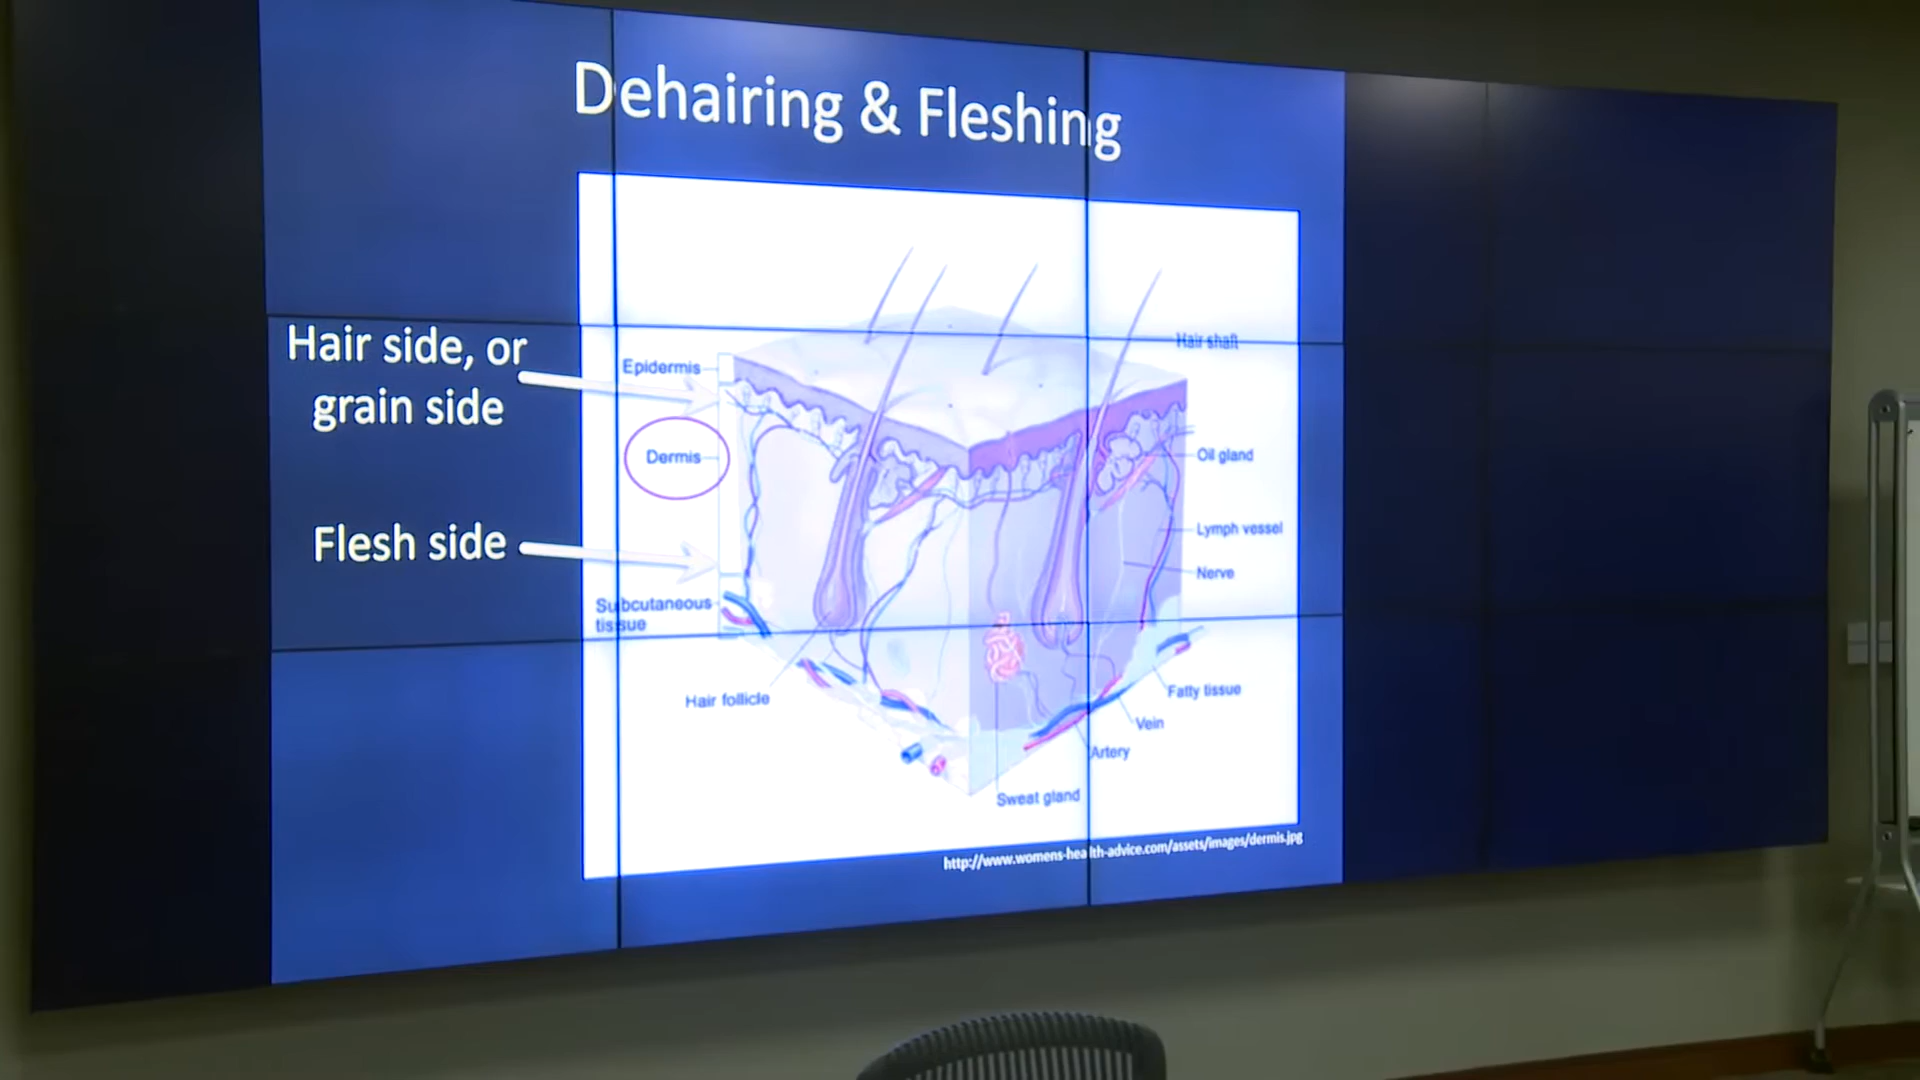 Dehairing & Fleshing
Hair side, or
grain side
Flesh side
Epidermis
Dermis
Subcutaneous
tissue
Hair follicle
Hair shaft
Oil gland
Lymph vessel
Nerve
Fatty tissue
Vein
Artery
Sweat gland
http://www.womens-health-advice.com/assets/images/dermis.jpg